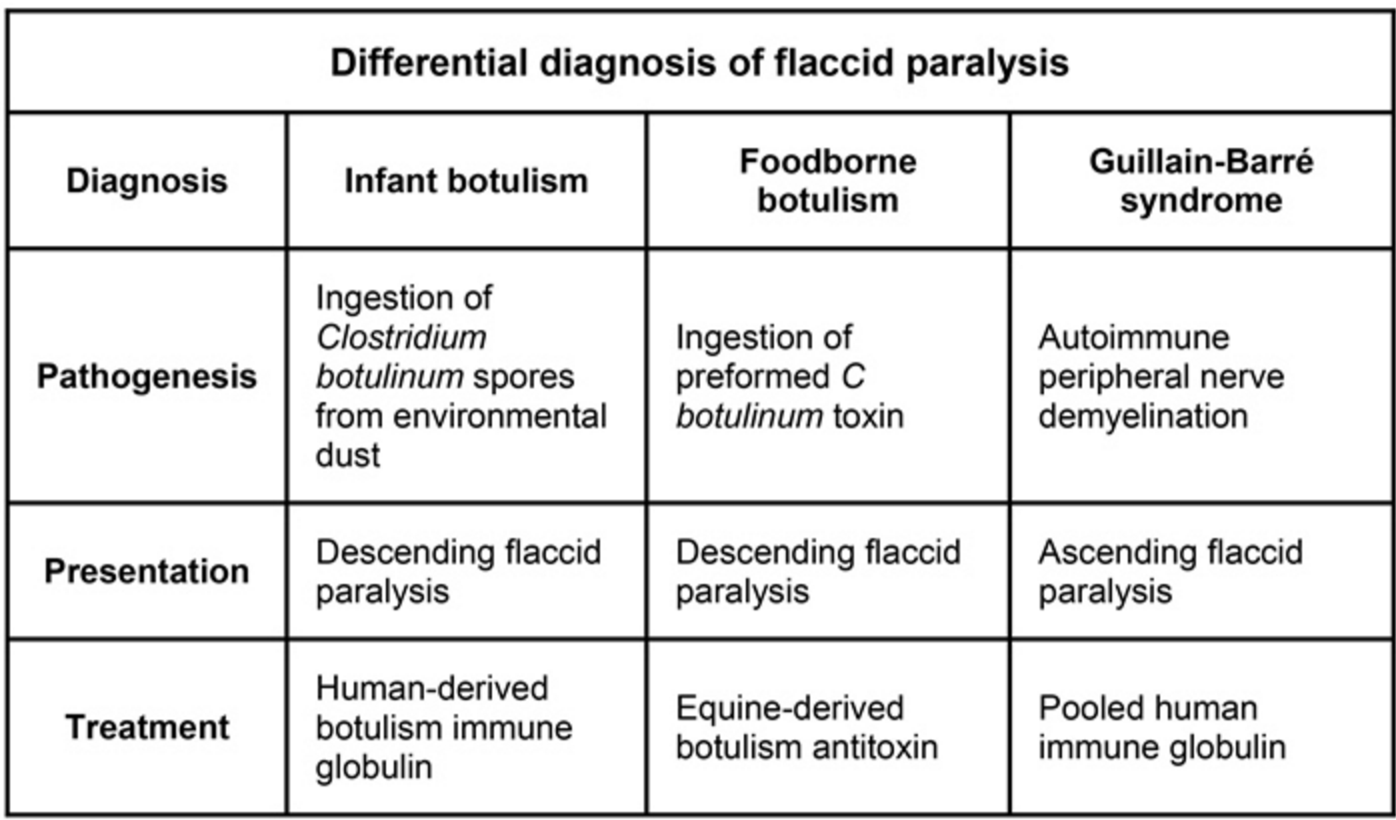 Differential diagnosis of flaccid paralysis
Diagnosis
Infant botulism
Foodborne
botulism
Guillain-Barré
syndrome
Pathogenesis
Ingestion of
Clostridium
botulinum spores
from environmental
dust
Ingestion of
preformed C
botulinum toxin
Autoimmune
peripheral nerve
demyelination
Presentation
Descending flaccid
paralysis
Descending flaccid
paralysis
Ascending flaccid
paralysis
Treatment
Human-derived
botulism immune
globulin
Equine-derived
botulism antitoxin
Pooled human
immune globulin